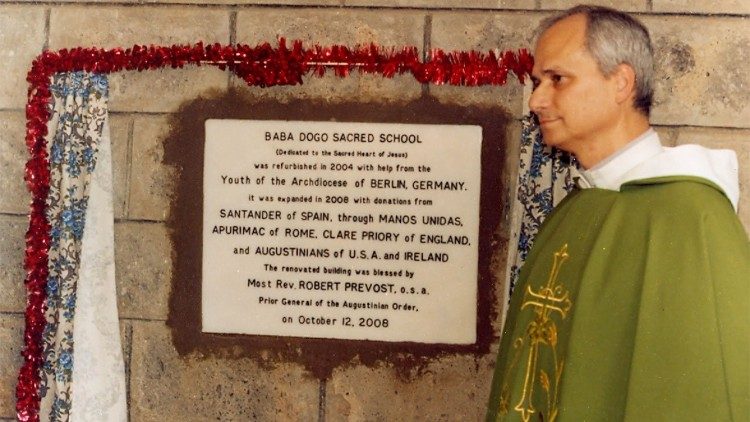 BABA DOGO SACRED SCHOOL
(Dedicated to the Sacred Heart of Jesus)
was refurbished in 2004 with help from the
Youth of the Archdiocese of BERLIN, GERMANY.
it was expanded in 2008 with donations from
SANTANDER of SPAIN, through MANOS UNIDAS,
APURIMAC of ROME, CLARE PRIORY of ENGLAND,
and AUGUSTINIANS of U.S.A. and IRELAND
The renovated building was blessed by
Most Rev. ROBERT PREVOST, o.s.a.
Prior General of the Augustinian Order,
on October 12, 2008